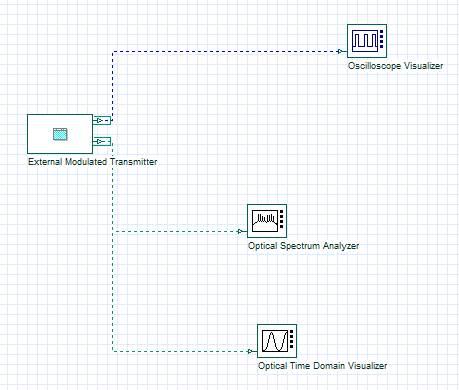 Oscilloscope Visualizer
External Modulated Transmitter
Optical Spectrum Analyzer
Optical Time Domain Visualizer